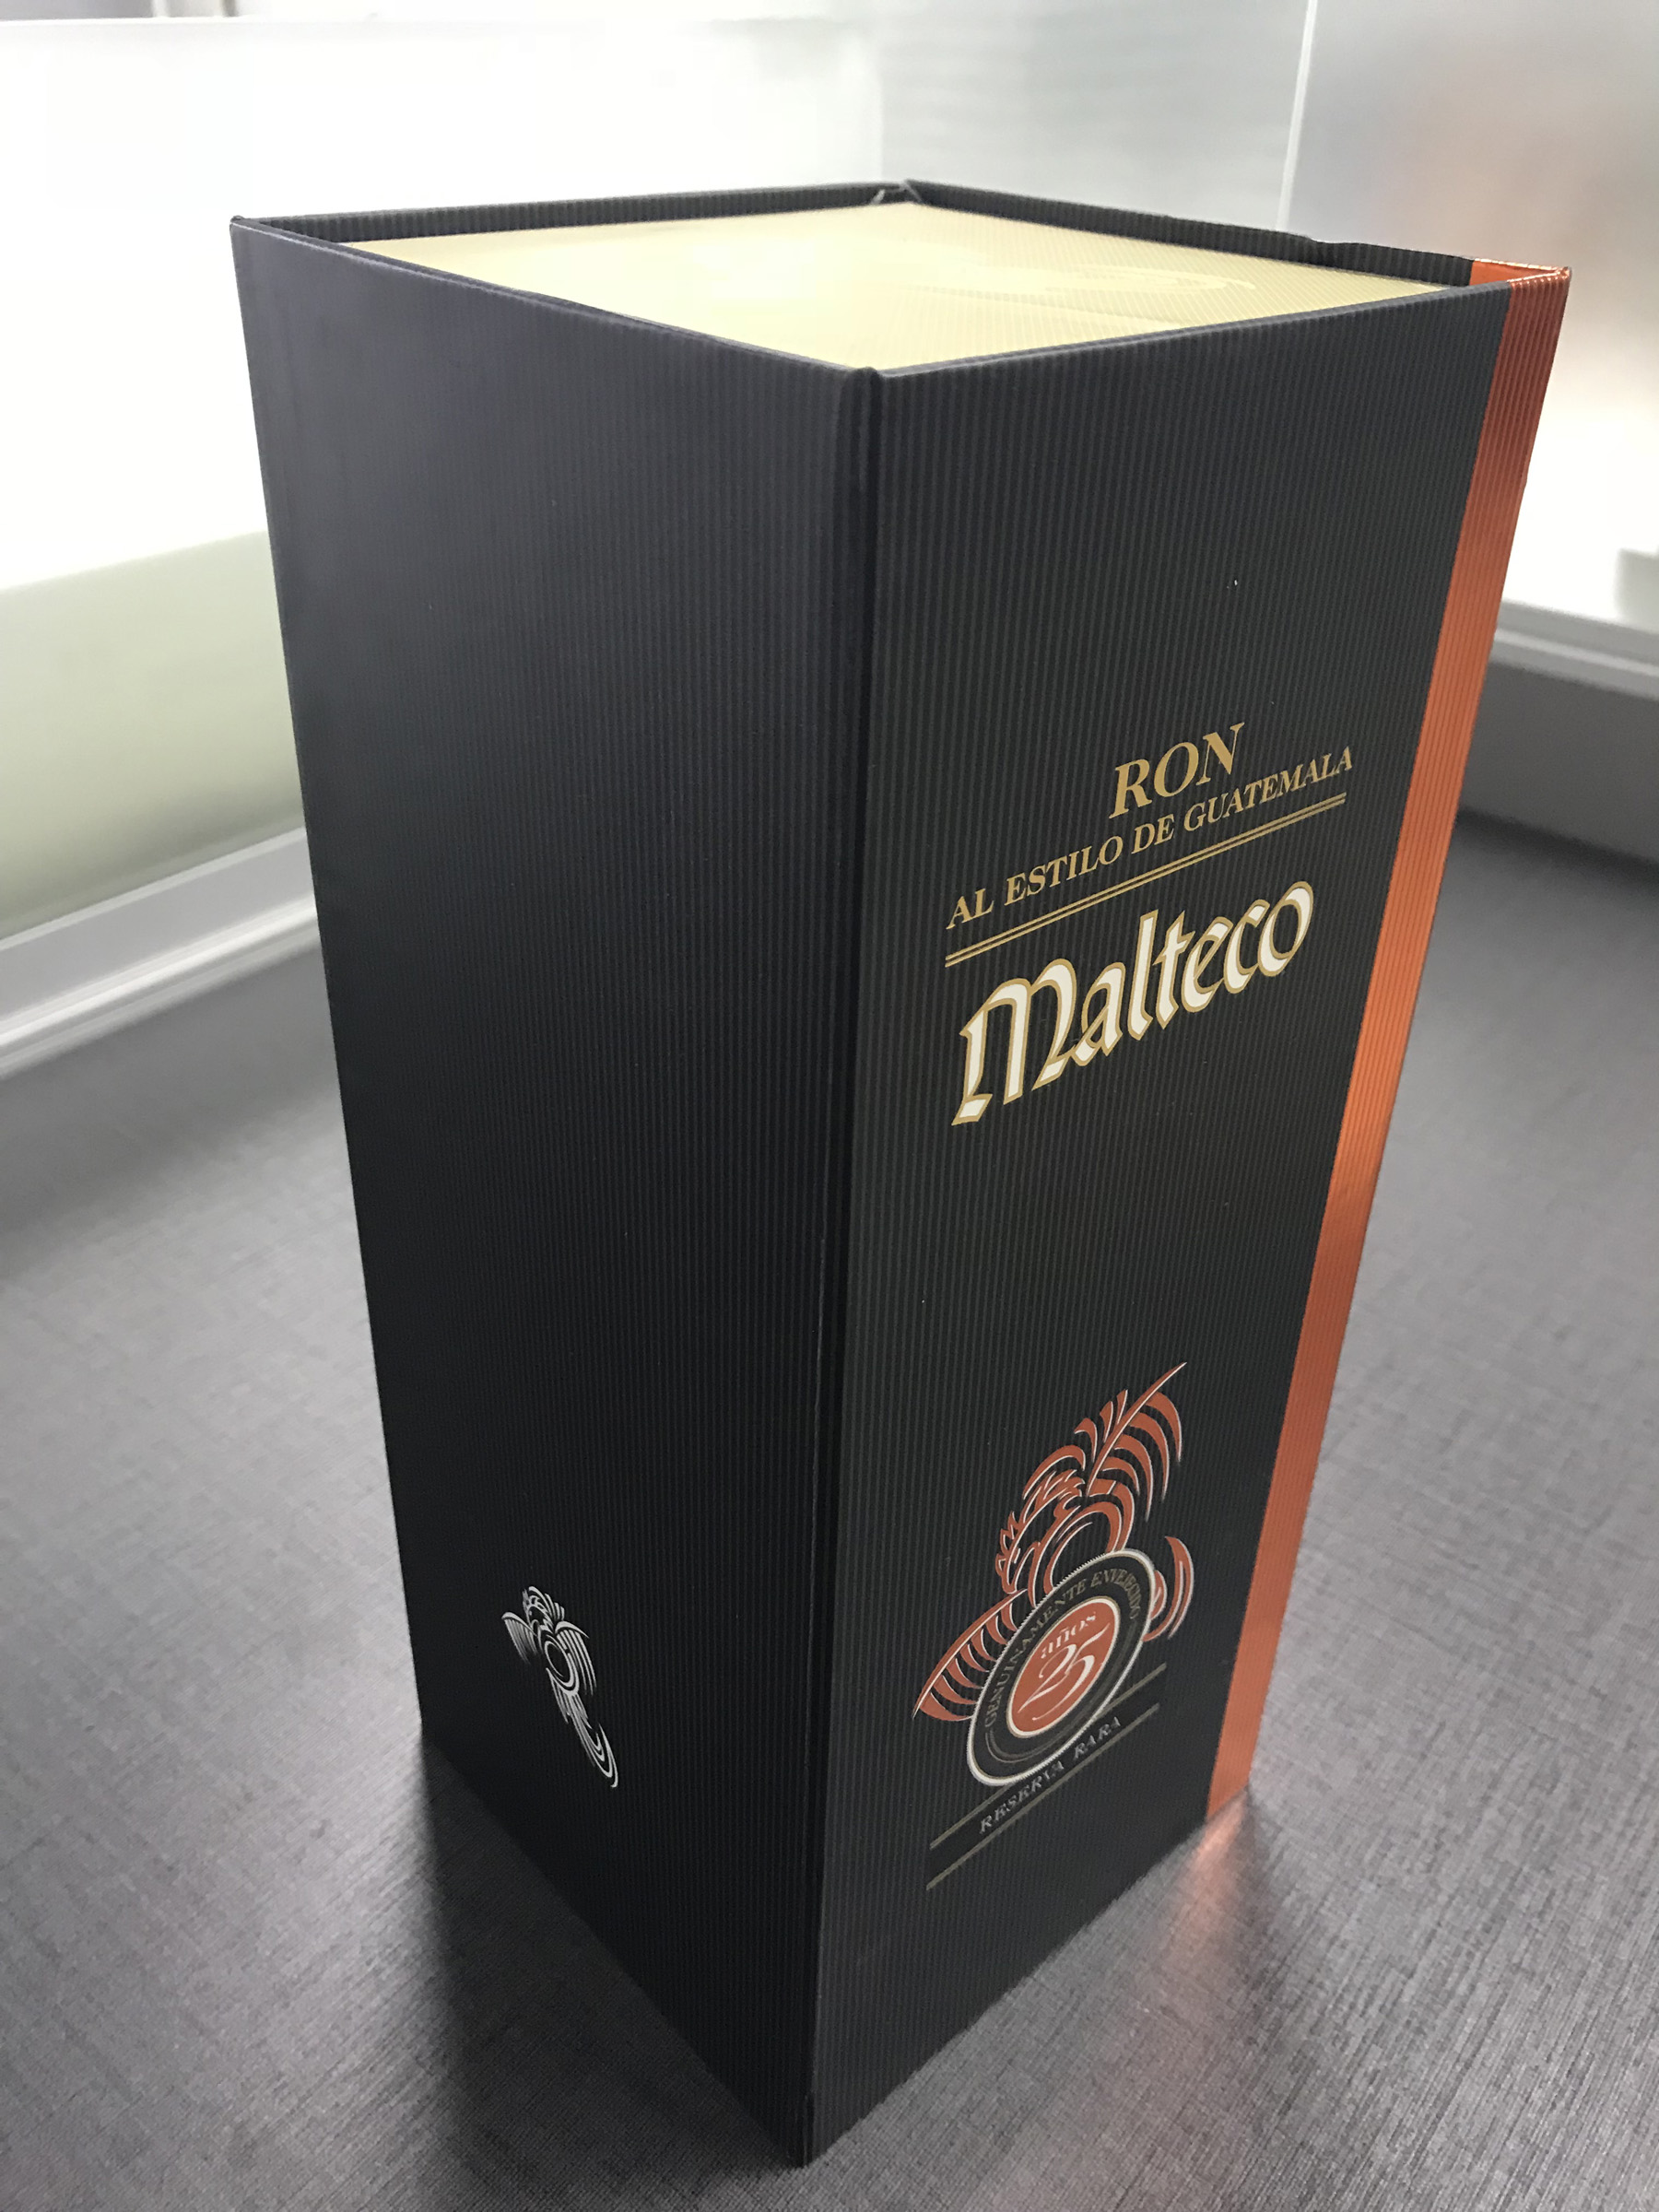 RON
AL ESTILO DE GUATEMALA
Malteco
GENUINAMENTE ENVEJECIDO
años
25
RESERVA RARA